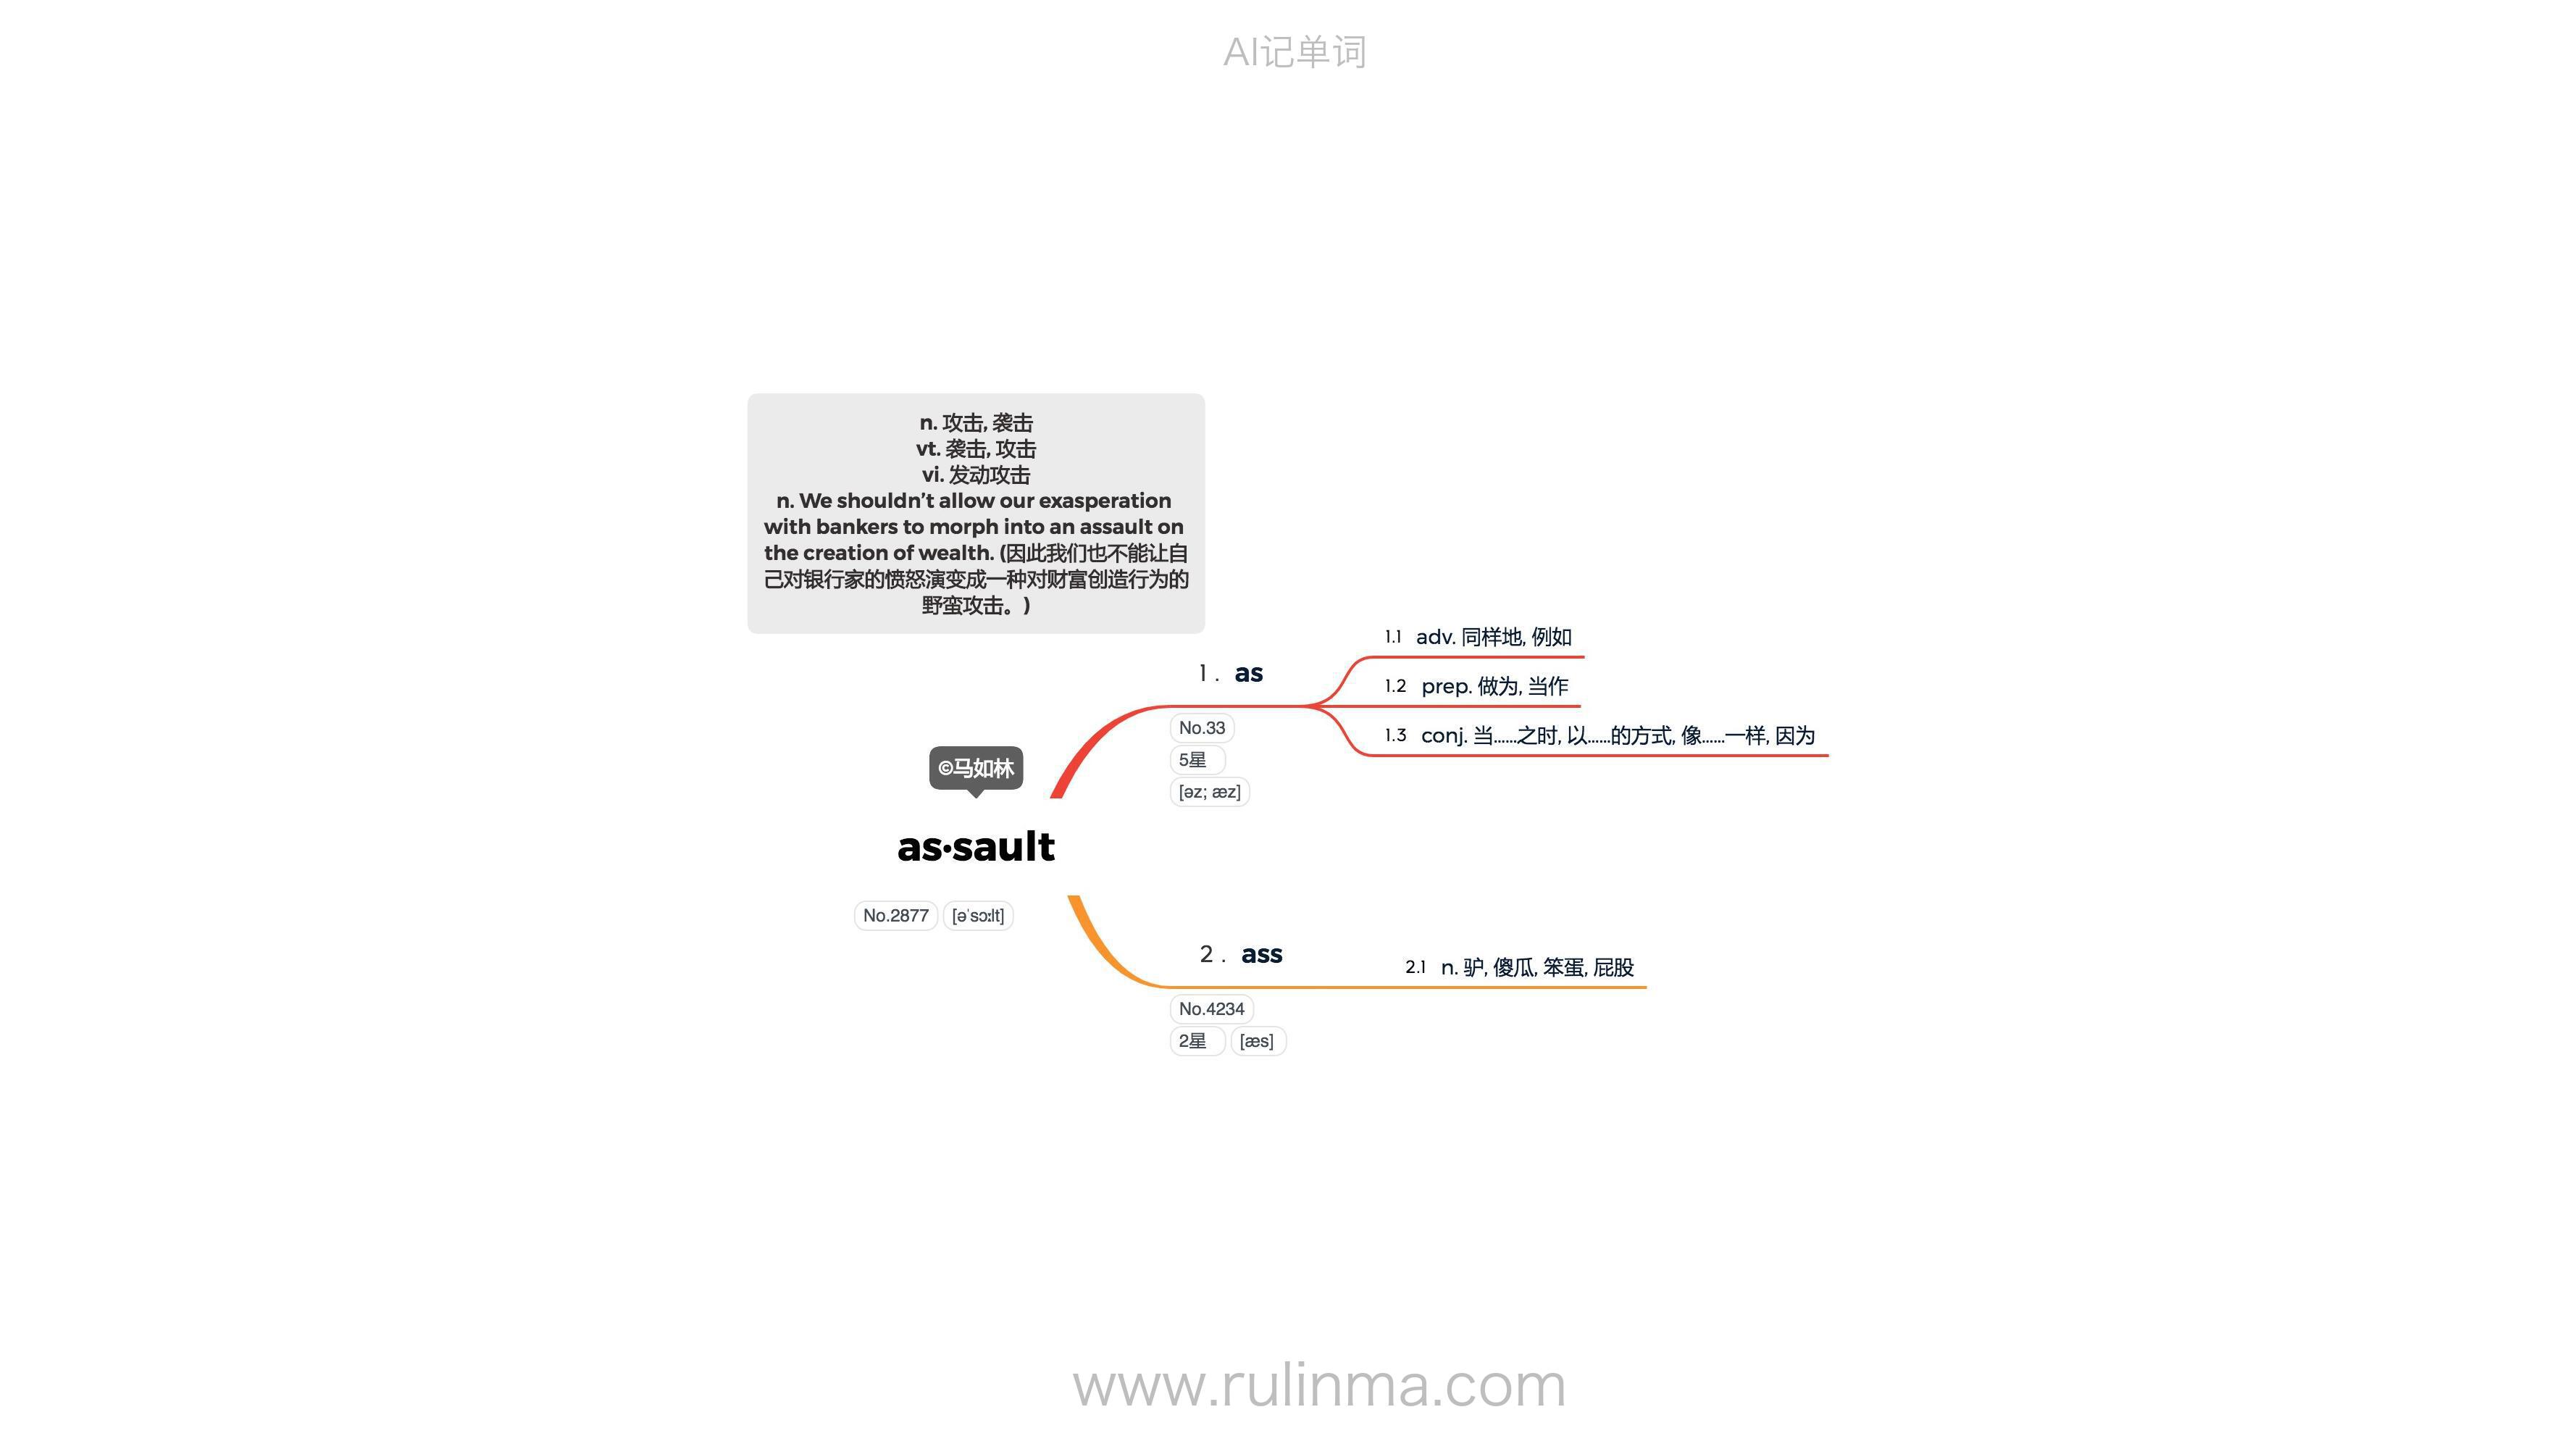 AI记单词
n. 攻击, 袭击
vt. 袭击, 攻击
vi. 发动攻击
n. We shouldn’t allow our exasperation
with bankers to morph into an assault on
the creation of wealth. (因此我们也不能让自
己对银行家的愤怒演变成一种对财富创造行为的
野蛮攻击。)
©马如林
as·sault
No.2877 [əˈsɔːlt]
1. as
No.33
5星
[əz; æz]
1.1 adv. 同样地, 例如
1.2 prep. 做为, 当作
1.3 conj. 当……之时, 以……的方式, 像……一样, 因为
2. ass
No.4234
2星 [æs]
2.1 n. 驴, 傻瓜, 笨蛋, 屁股
www.rulinma.com